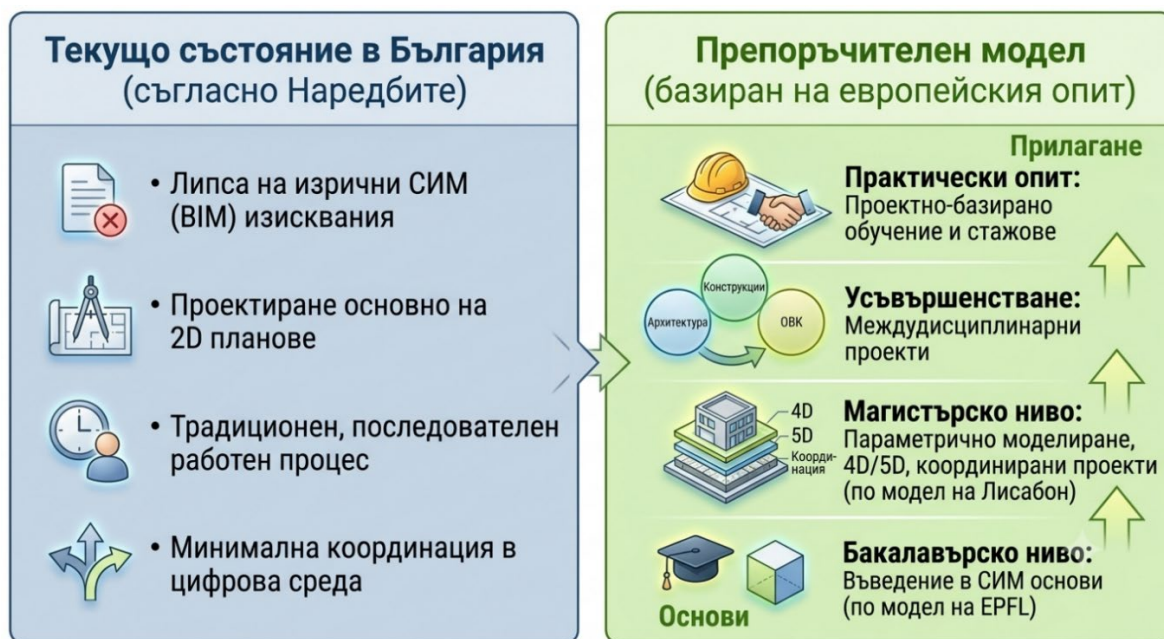 Текущо състояние в България
(съгласно Наредбите)
• Липса на изрични СИМ
(BIM) изисквания
• Проектиране основно на
2D планове
• Традиционен, последователен
работен процес
• Минимална координация в
цифрова среда
Препоръчителен модел
(базиран на европейския опит)
Прилагане
Практически опит:
Проектно-базирано
обучение и стажове
Архитектура
Конструкции
ОВК
Усъвършенстване:
Междудисциплинарни
проекти
4D
5D
Коорди-
нация
Магистърско ниво:
Параметрично моделиране,
4D/5D, координирани проекти
(по модел на Лисабон)
Основи
Бакалавърско ниво:
Въведение в СИМ основи
(по модел на EPFL)